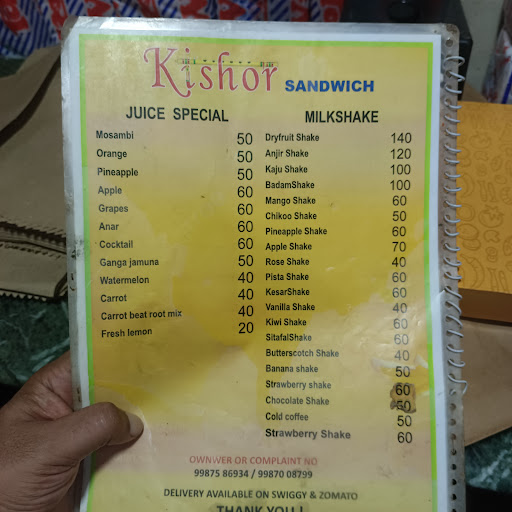 Kishor SANDWICH
JUICE SPECIAL
Mosambi 50
Orange 50
Pineapple 50
Apple 60
Grapes 60
Anar 60
Cocktail 60
Ganga jamuna 50
Watermelon 40
Carrot 40
Carrot beat root mix 40
Fresh lemon 20
MILKSHAKE
Dryfruit Shake 140
Anjir Shake 120
Kaju Shake 100
BadamShake 100
Mango Shake 60
Chikoo Shake 50
Pineapple Shake 60
Apple Shake 70
Rose Shake 40
Pista Shake 60
KesarShake 60
Vanilla Shake 40
Kiwi Shake 60
SitafalShake 60
Butterscotch Shake 40
Banana shake 50
Strawberry shake 60
Chocolate Shake
Cold coffee 50
Strawberry Shake 60
OWNWER OR COMPLAINT NO
99875 86934 / 99870 08799
DELIVERY AVAILABLE ON SWIGGY & ZOMATO
THANK YOU !